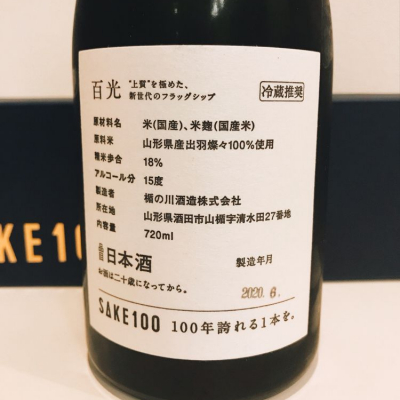 百光
"上質"を極めた、
新世代のフラッグシップ
冷蔵推奨
原材料名 米(国産)、米麹(国産米)
原料米 山形県産出羽燦々100%使用
精米歩合 18%
アルコール分 15度
製造者 楯の川酒造株式会社
所在地 山形県酒田市山楯字清水田27番地
内容量 720ml
日本酒
製造年月
お酒は二十歳になってから。
2020. 6.
SAKE100 100年誇れる1本を。
AKE100